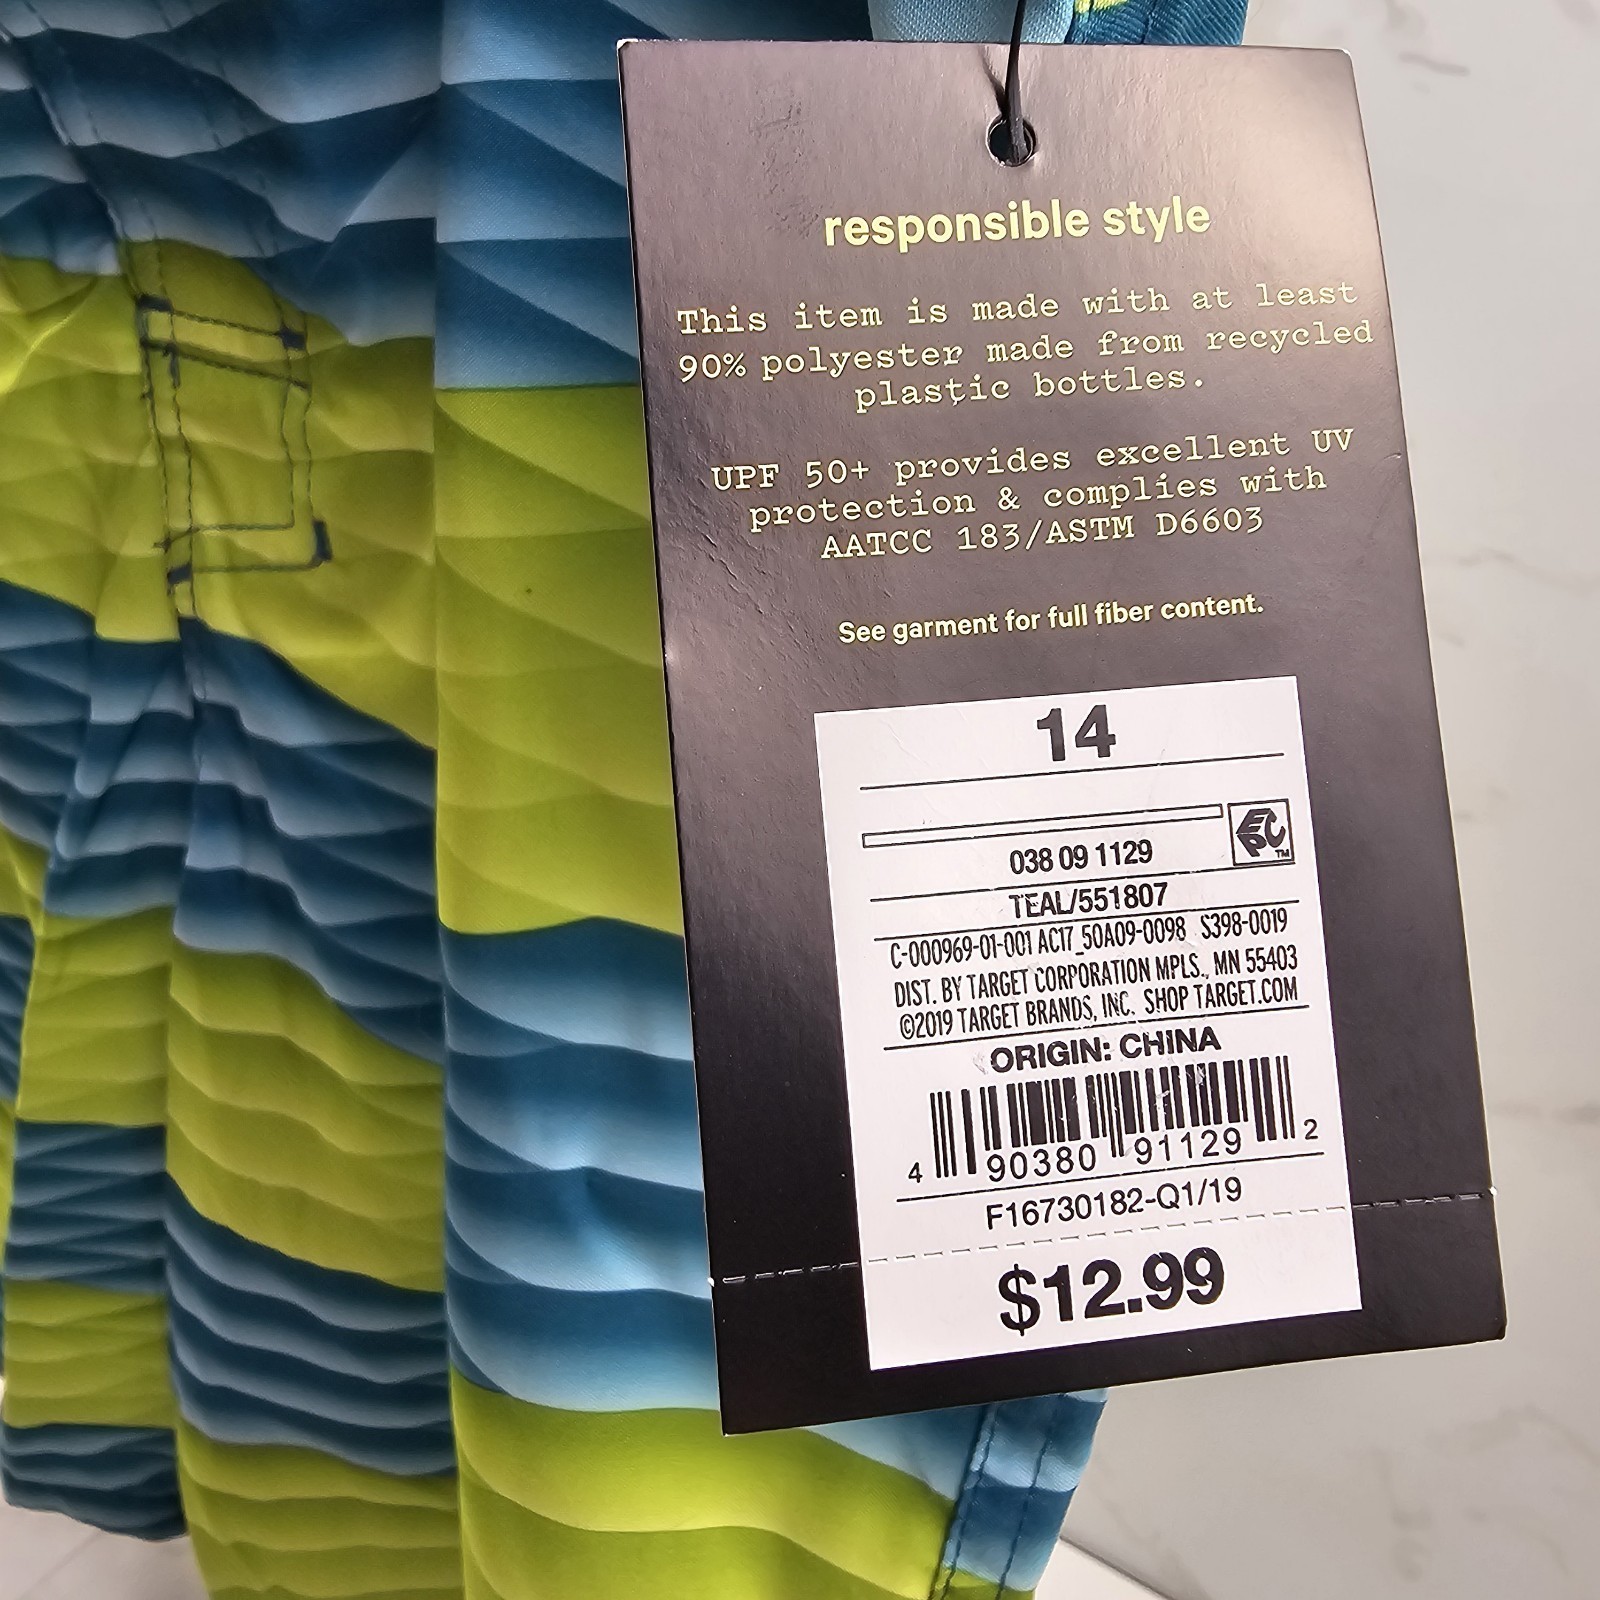 responsible style
This item is made with at least
90% polyester made from recycled
plastic bottles.
UPF 50+ provides excellent UV
protection & complies with
AATCC 183/ASTM D6603
See garment for full fiber content.
14
EPC™
038 09 1129
TEAL/551807
C-000969-01-001 AC17_50A09-0098 S398-0019
DIST. BY TARGET CORPORATION MPLS., MN 55403
©2019 TARGET BRANDS, INC. SHOP TARGET.COM
ORIGIN: CHINA
4 90380 91129 2
F16730182-Q1/19
$12.99